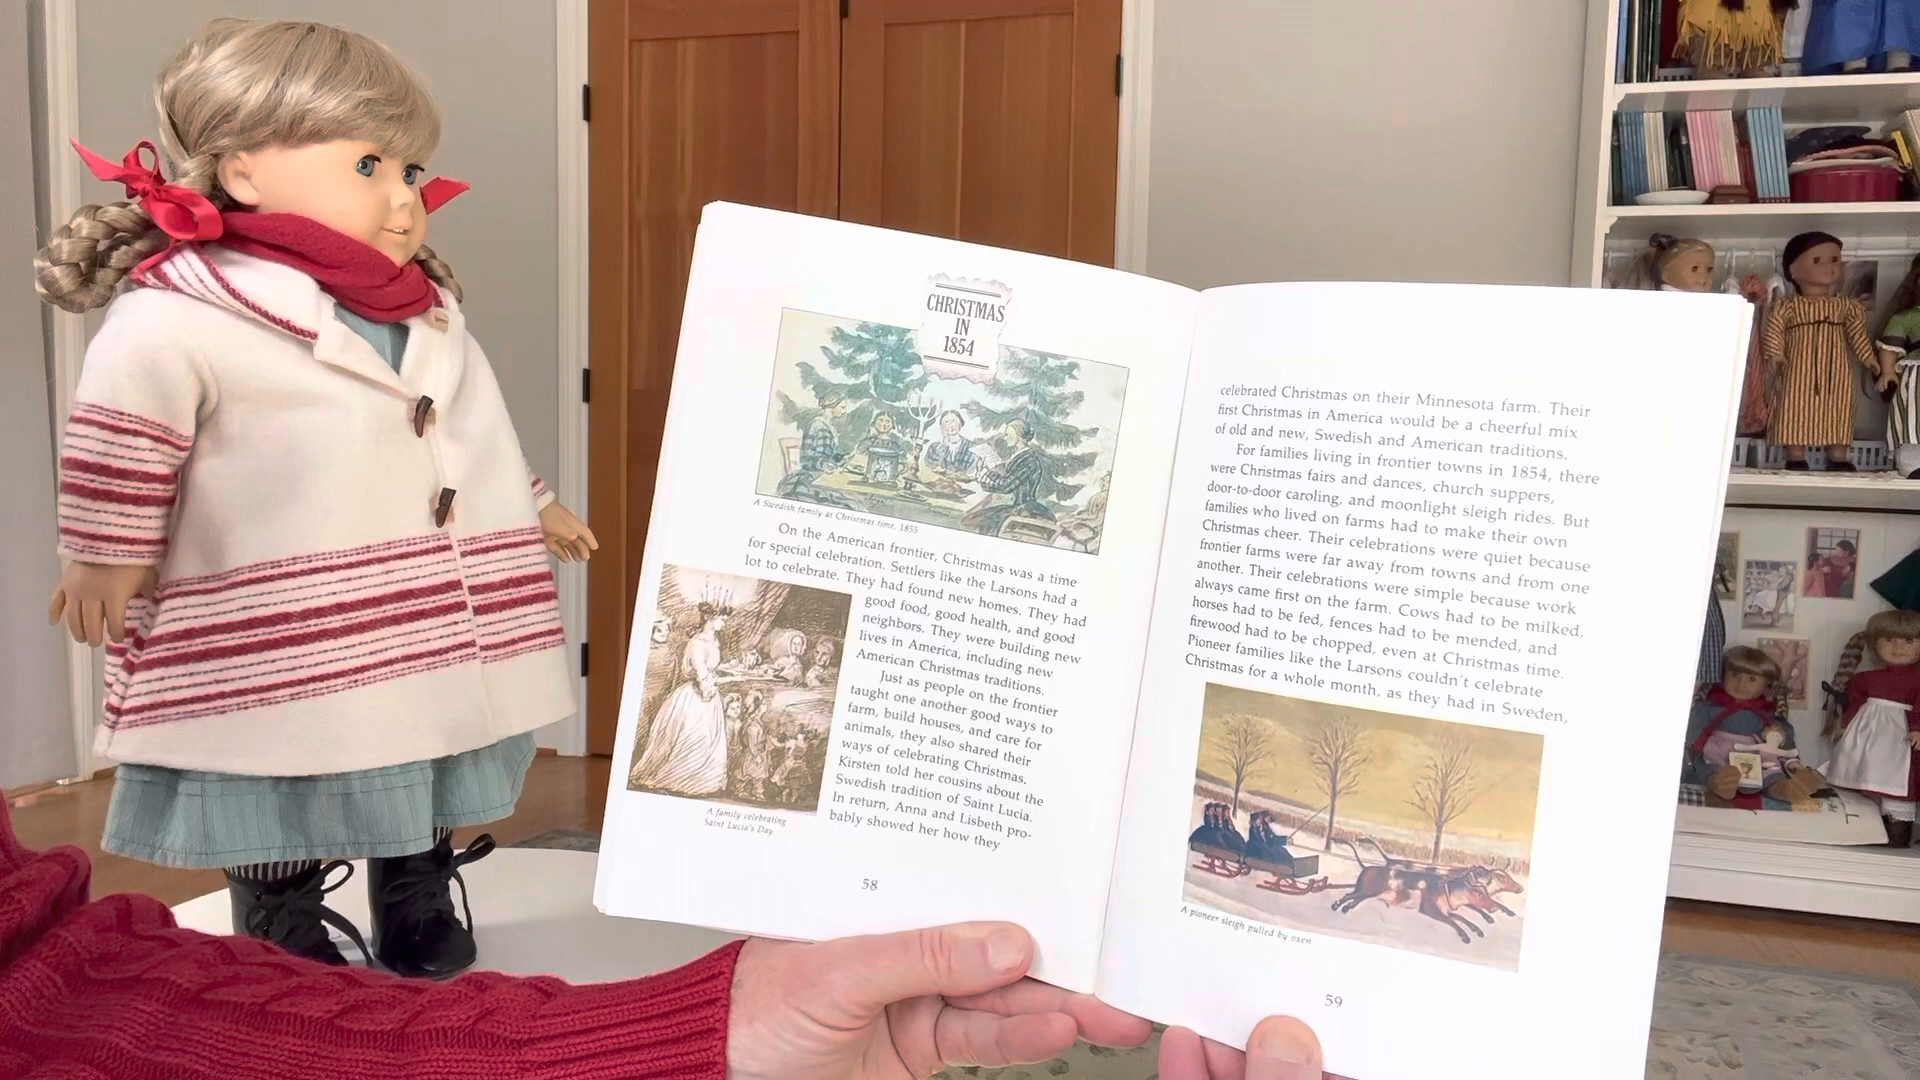 CHRISTMAS
IN
1854
A Swedish family at Christmas time, 1855
On the American frontier, Christmas was a time
for special celebration. Settlers like the Larsons had a
lot to celebrate. They had found new homes. They had
good food, good health, and good
neighbors. They were building new
lives in America, including new
American Christmas traditions.
Just as people on the frontier
taught one another good ways to
farm, build houses, and care for
animals, they also shared their
ways of celebrating Christmas.
Kirsten told her cousins about the
Swedish tradition of Saint Lucia.
In return, Anna and Lisbeth pro-
bably showed her how they
A family celebrating
Saint Lucia's Day
58
celebrated Christmas on their Minnesota farm. Their
first Christmas in America would be a cheerful mix
of old and new, Swedish and American traditions.
For families living in frontier towns in 1854, there
were Christmas fairs and dances, church suppers,
door-to-door caroling, and moonlight sleigh rides. But
families who lived on farms had to make their own
Christmas cheer. Their celebrations were quiet because
frontier farms were far away from towns and from one
another. Their celebrations were simple because work
always came first on the farm. Cows had to be milked,
horses had to be fed, fences had to be mended, and
firewood had to be chopped, even at Christmas time.
Pioneer families like the Larsons couldn't celebrate
Christmas for a whole month, as they had in Sweden,
A pioneer sleigh pulled by oxen
59